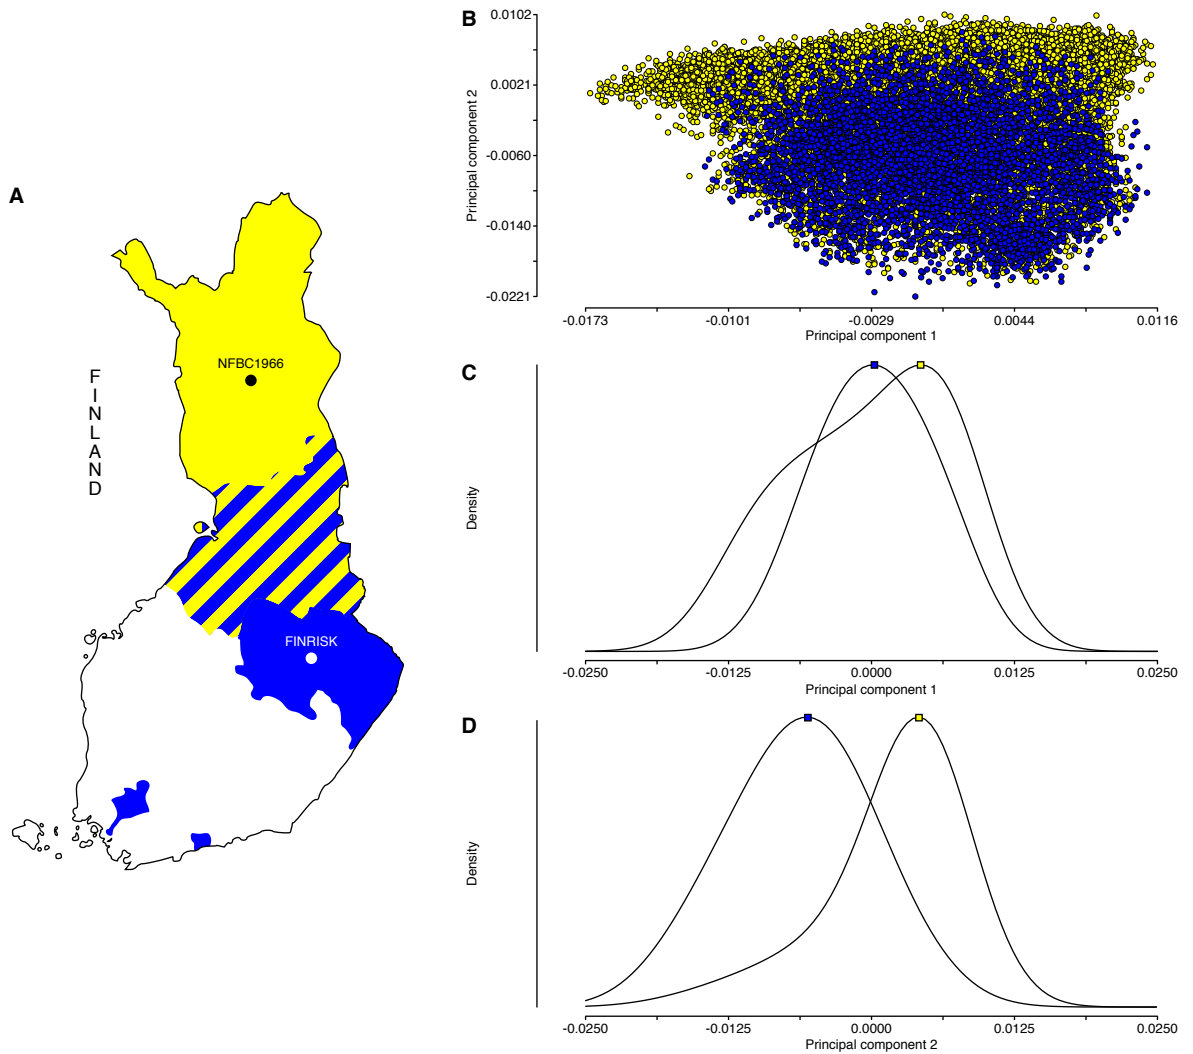 A
FINLAND
NFBC1966
FINRISK
B
Principal component 2
0.0102
0.0021
-0.0060
-0.0140
-0.0221
-0.0173
-0.0101
-0.0029
0.0044
0.0116
Principal component 1
C
Density
-0.0250
-0.0125
0.0000
0.0125
0.0250
Principal component 1
D
Density
-0.0250
-0.0125
0.0000
0.0125
0.0250
Principal component 2